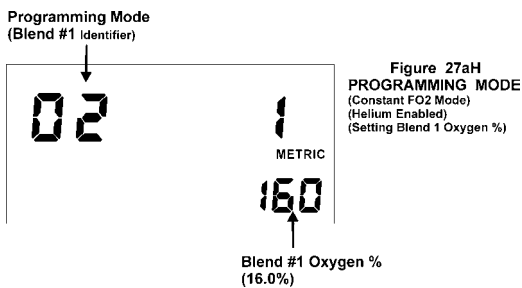 Programming Mode
(Blend #1 Identifier)
Figure 27aH
PROGRAMMING MODE
(Constant FO2 Mode)
(Helium Enabled)
(Setting Blend 1 Oxygen %)
02 1
METRIC
160
Blend #1 Oxygen %
(16.0%)